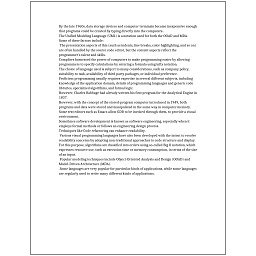 By the late 1960s, data storage devices and computer terminals became inexpensive enough
that programs could be created by typing directly into the computers.
The Unified Modeling Language (UML) is a notation used for both the OOAD and MDA.
Some of these factors include:
The presentation aspects of this (such as indents, line breaks, color highlighting, and so on)
are often handled by the source code editor, but the content aspects reflect the
programmer's talent and skills.
Compilers harnessed the power of computers to make programming easier by allowing
programmers to specify calculations by entering a formula using infix notation.
The choice of language used is subject to many considerations, such as company policy,
suitability to task, availability of third-party packages, or individual preference.
Proficient programming usually requires expertise in several different subjects, including
knowledge of the application domain, details of programming languages and generic code
libraries, specialized algorithms, and formal logic.
However, Charles Babbage had already written his first program for the Analytical Engine in
1837.
However, with the concept of the stored-program computer introduced in 1949, both
programs and data were stored and manipulated in the same way in computer memory.
Some text editors such as Emacs allow GDB to be invoked through them, to provide a visual
environment.
Sometimes software development is known as software engineering, especially when it
employs formal methods or follows an engineering design process.
Techniques like Code refactoring can enhance readability.
Various visual programming languages have also been developed with the intent to resolve
readability concerns by adopting non-traditional approaches to code structure and display.
For this purpose, algorithms are classified into orders using so-called Big O notation, which
expresses resource use, such as execution time or memory consumption, in terms of the size
of an input.
Popular modeling techniques include Object-Oriented Analysis and Design (OOAD) and
Model-Driven Architecture (MDA).
Some languages are very popular for particular kinds of applications, while some languages
are regularly used to write many different kinds of applications.